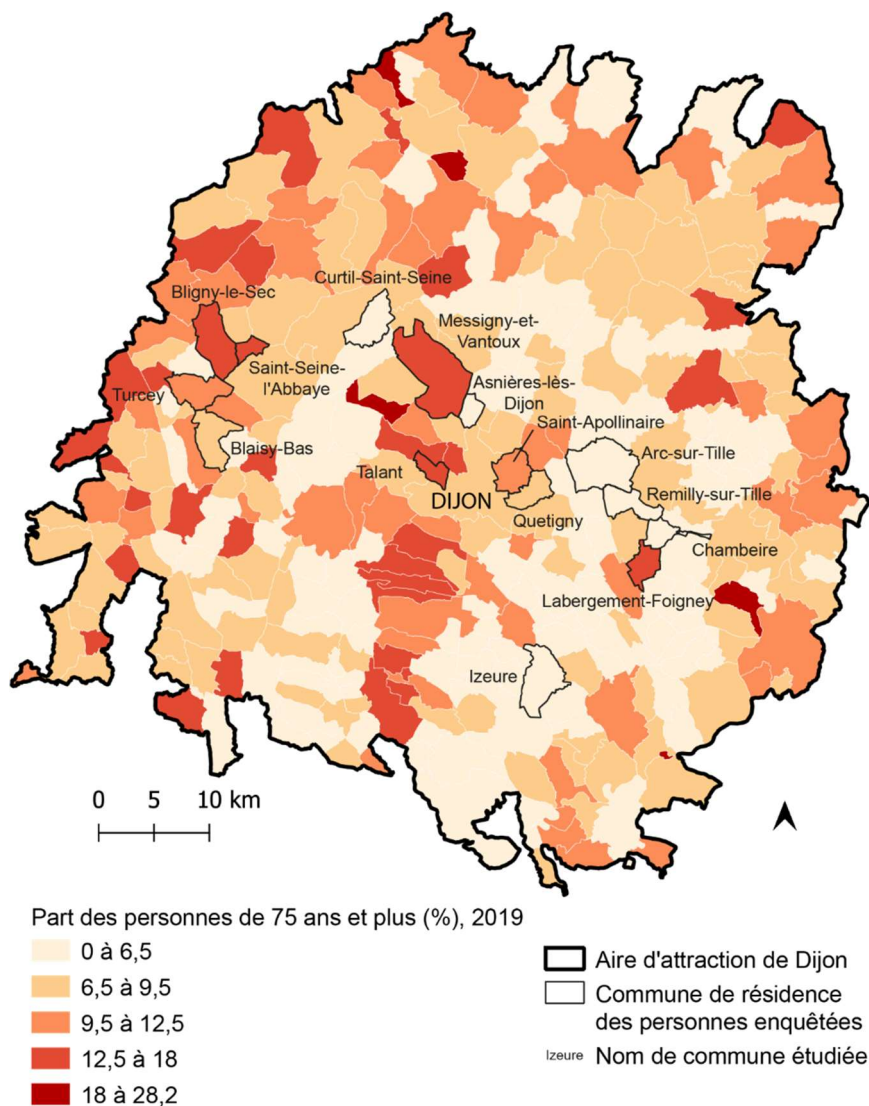 Curtil-Saint-Seine
Bligny-le-Sec
Messigny-et-
Vantoux
Saint-Seine-
l'Abbaye
Asnières-lès-
Dijon
Turcey
Saint-Apollinaire
Blaisy-Bas
Arc-sur-Tille
Talant
DIJON
Remilly-sur-Tille
Quetigny
Chambeire
Labergement-Foigney
Izeure
0 5 10 km
Part des personnes de 75 ans et plus (%), 2019
0 à 6,5
6,5 à 9,5
9,5 à 12,5
12,5 à 18
18 à 28,2
Aire d'attraction de Dijon
Commune de résidence
des personnes enquêtées
Izeure Nom de commune étudiée